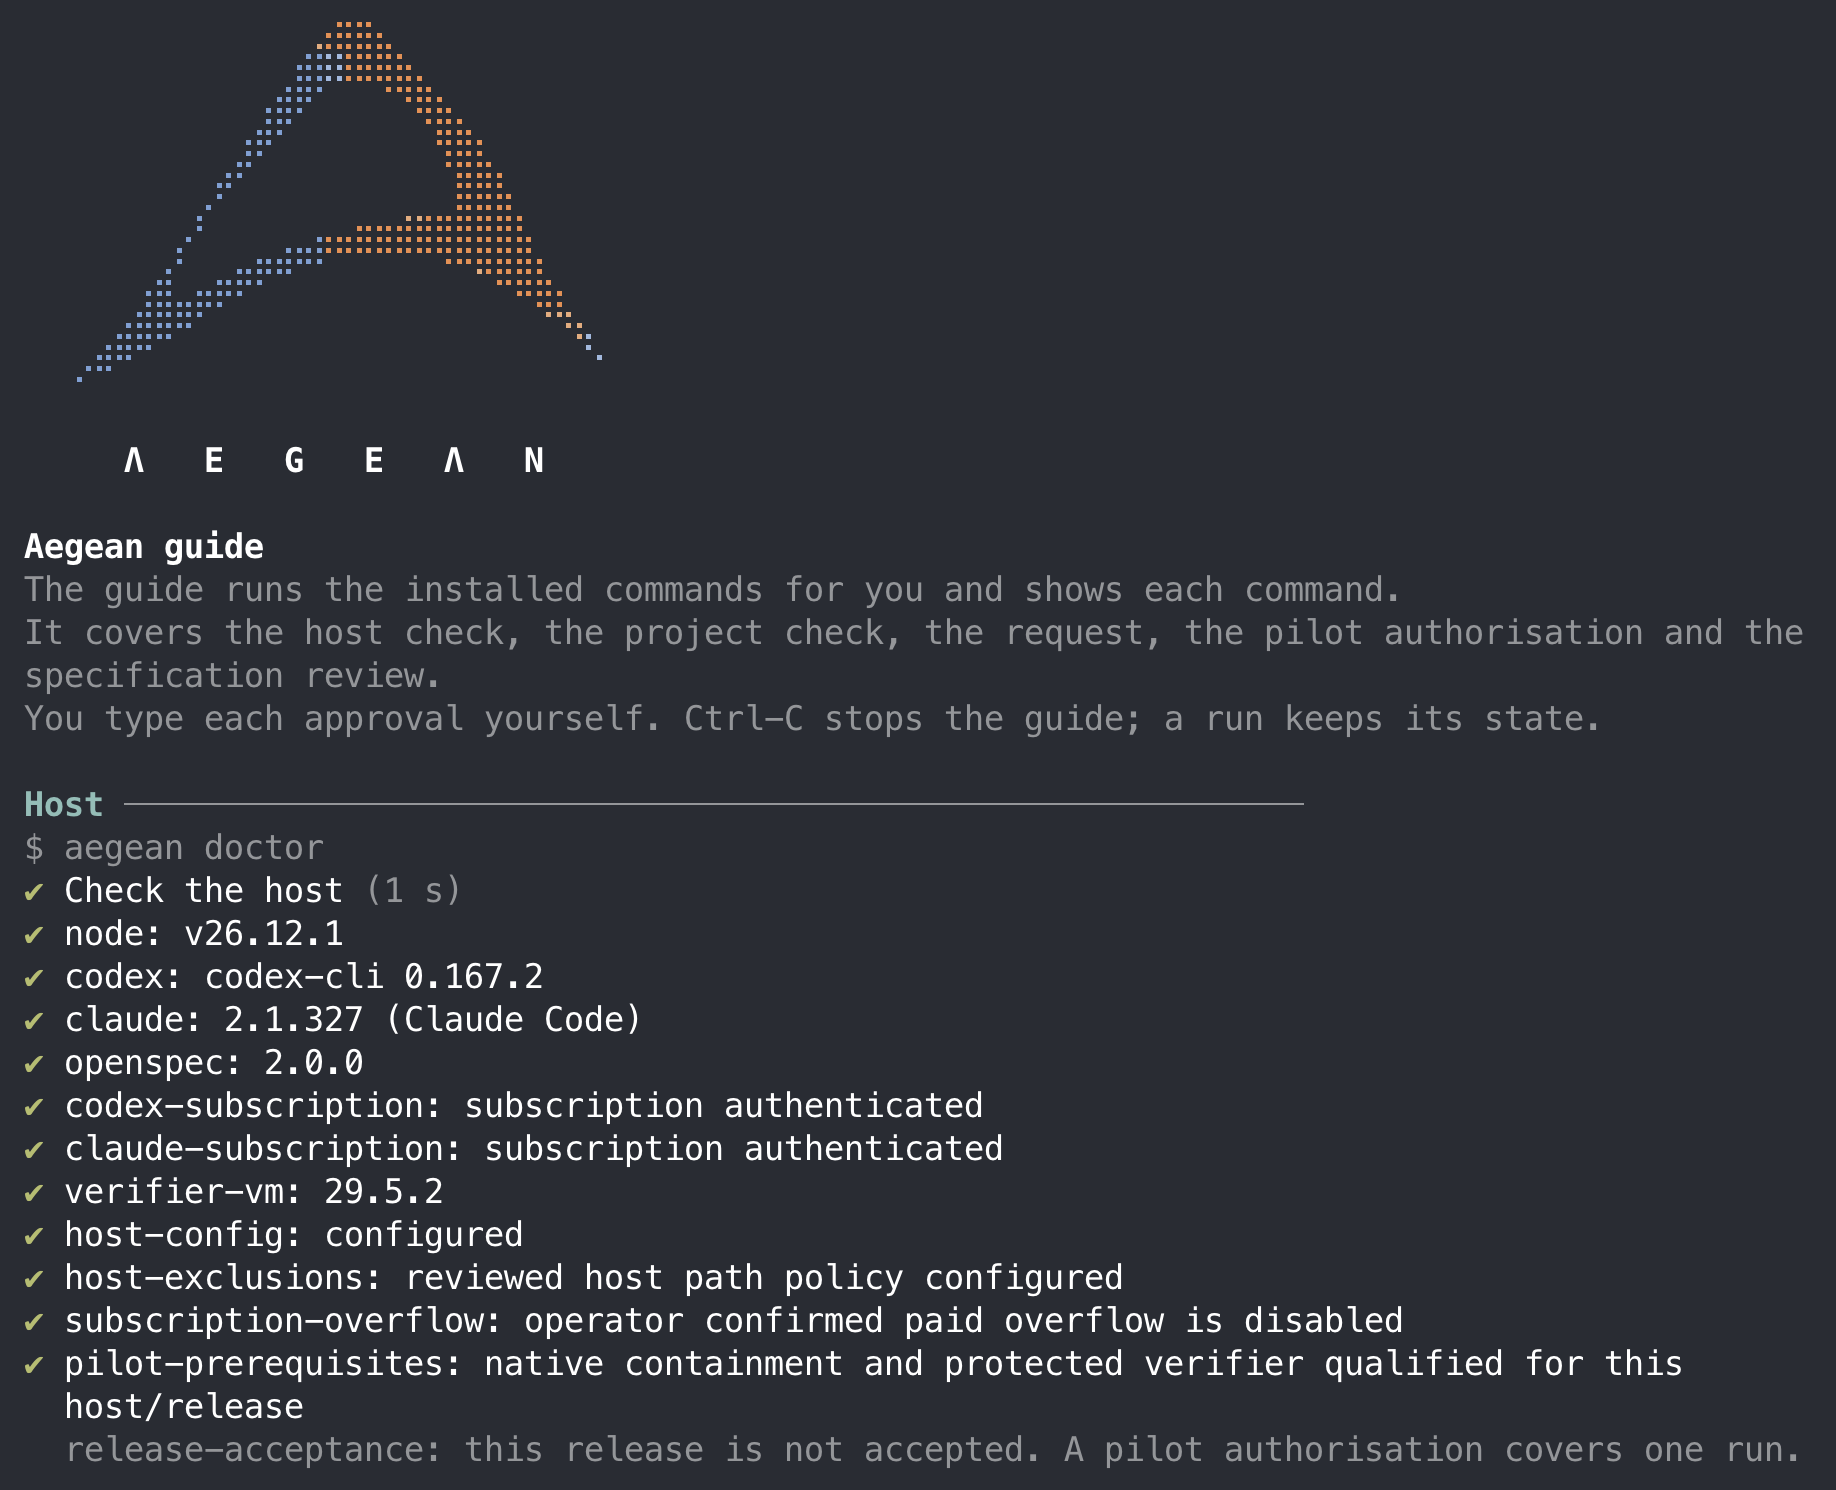 Λ E G E Λ N
Aegean guide
The guide runs the installed commands for you and shows each command.
It covers the host check, the project check, the request, the pilot authorisation and the
specification review.
You type each approval yourself. Ctrl-C stops the guide; a run keeps its state.
Host
$ aegean doctor
✔ Check the host (1 s)
✔ node: v26.12.1
✔ codex: codex-cli 0.167.2
✔ claude: 2.1.327 (Claude Code)
✔ openspec: 2.0.0
✔ codex-subscription: subscription authenticated
✔ claude-subscription: subscription authenticated
✔ verifier-vm: 29.5.2
✔ host-config: configured
✔ host-exclusions: reviewed host path policy configured
✔ subscription-overflow: operator confirmed paid overflow is disabled
✔ pilot-prerequisites: native containment and protected verifier qualified for this
host/release
release-acceptance: this release is not accepted. A pilot authorisation covers one run.